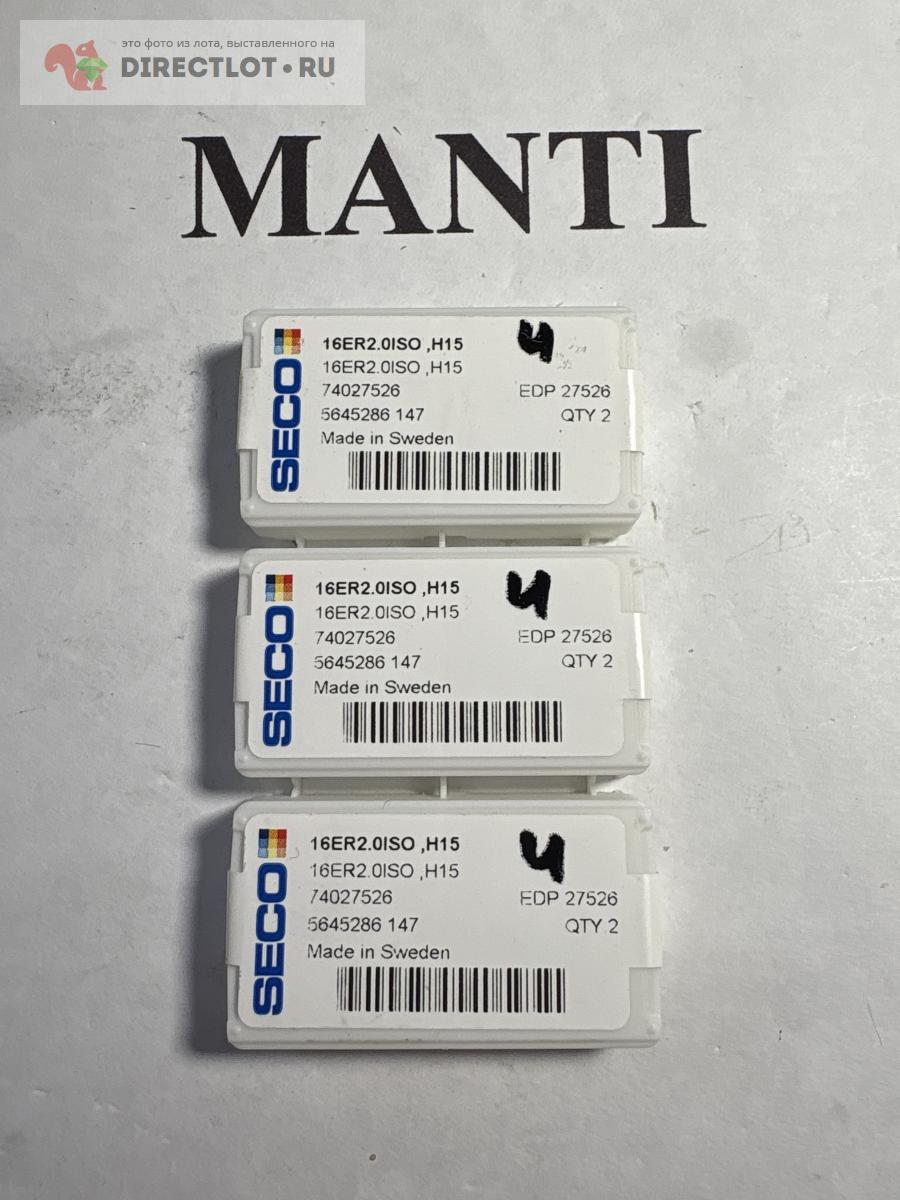 это фото из лота, выставленного на
DIRECTLOT•RU
MANTI
SECO
16ER2.0ISO ,H15
4
16ER2.0ISO ,H15
74027526 EDP 27526
5645286 147 QTY 2
Made in Sweden
SECO
16ER2.0ISO ,H15
4
16ER2.0ISO ,H15
74027526 EDP 27526
5645286 147 QTY 2
Made in Sweden
SECO
16ER2.0ISO ,H15
4
16ER2.0ISO ,H15
74027526 EDP 27526
5645286 147 QTY 2
Made in Sweden